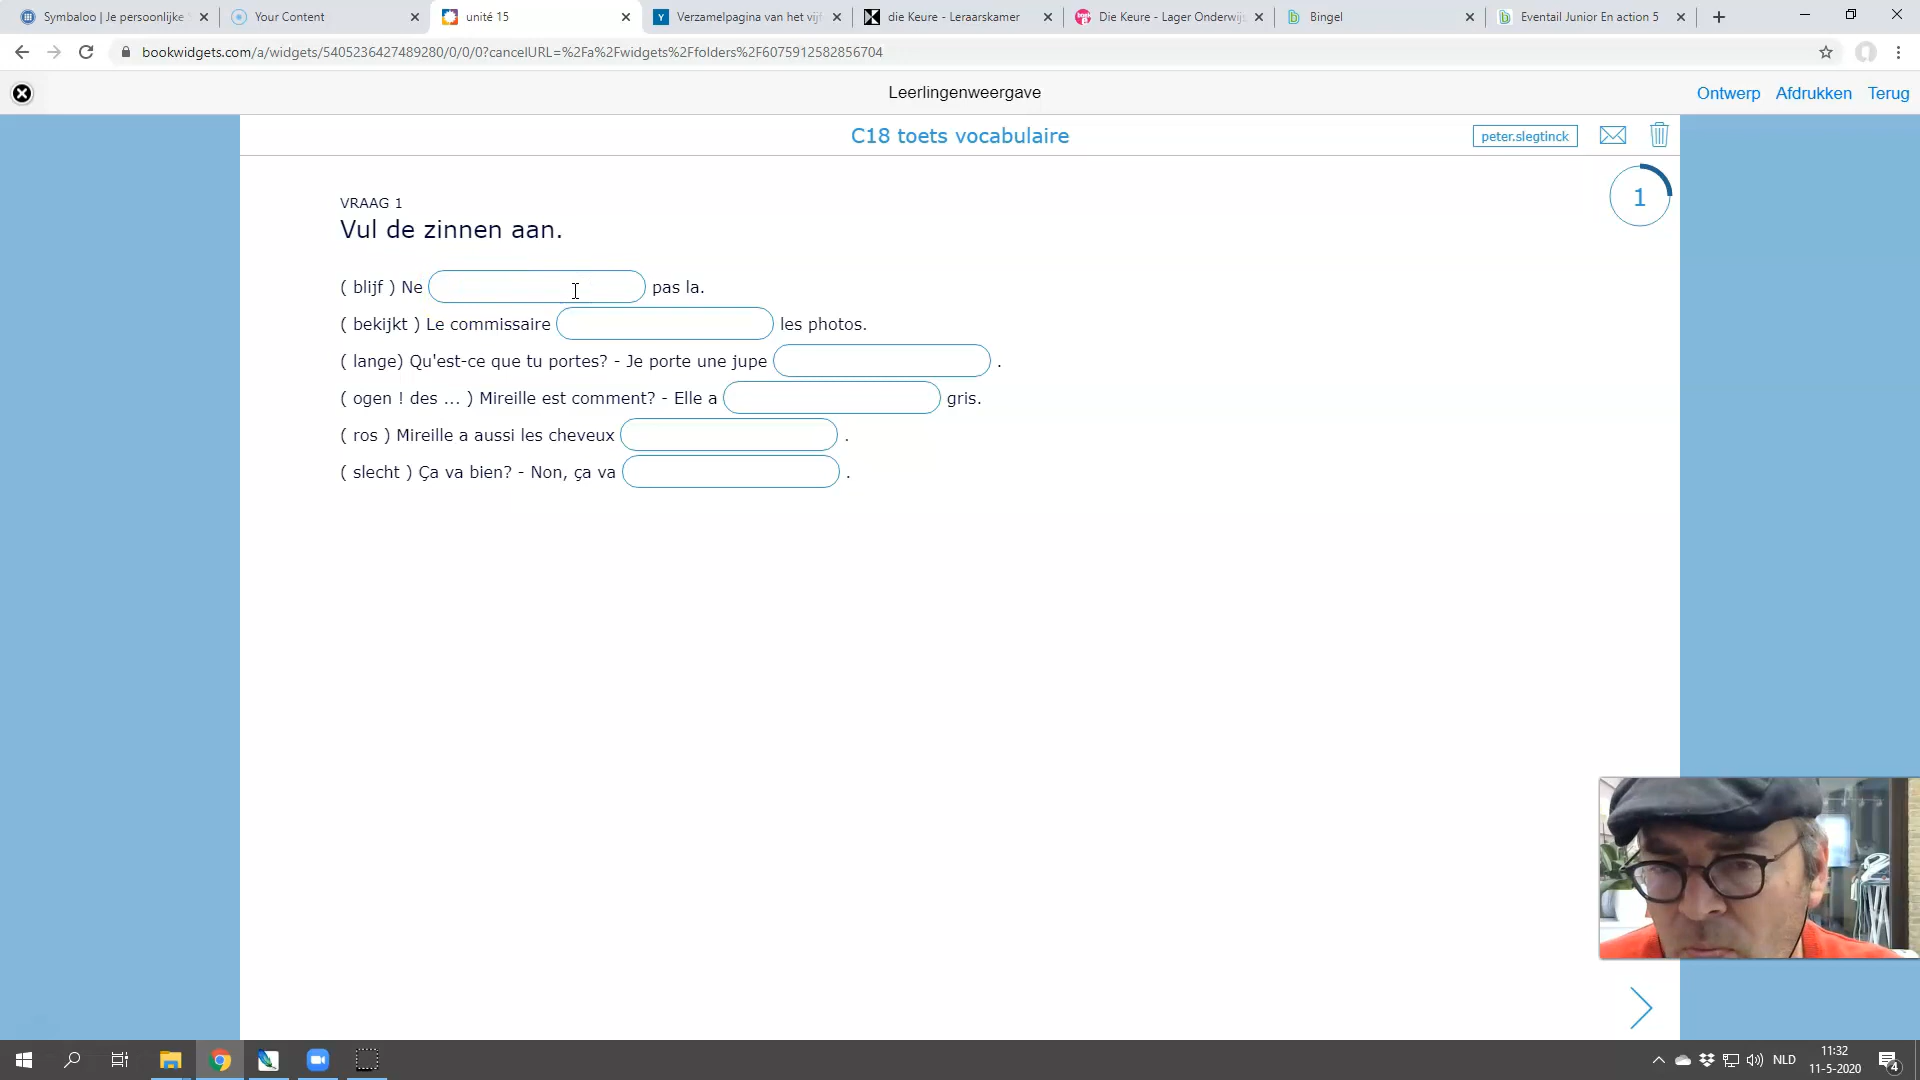 Symbaloo | Je persoonlijke
Your Content
unité 15
Verzamelpagina van het vijf
die Keure - Leraarskamer
Die Keure - Lager Onderwijs
Bingel
Eventail Junior En action 5
bookwidgets.com/a/widgets/5405236427489280/0/0/0?cancelURL=%2Fa%2Fwidgets%2Ffolders%2F6075912582856704
Leerlingenweergave
Ontwerp Afdrukken Terug
C18 toets vocabulaire
peter.slegtinck
1
VRAAG 1
Vul de zinnen aan.
( blijf ) Ne pas la.
( bekijkt ) Le commissaire les photos.
( lange) Qu'est-ce que tu portes? - Je porte une jupe .
( ogen ! des ... ) Mireille est comment? - Elle a gris.
( ros ) Mireille a aussi les cheveux .
( slecht ) Ça va bien? - Non, ça va .
NLD
11:32
11-5-2020
4